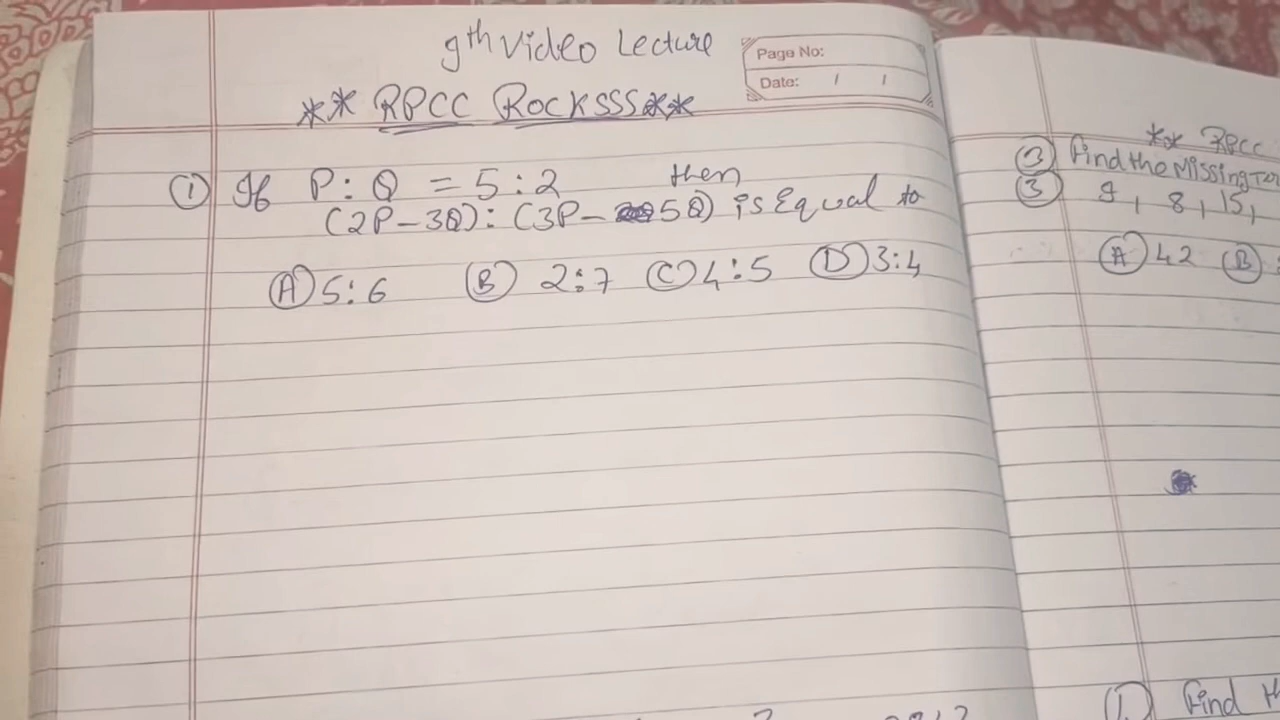 9th Video Lecture
Page No:
Date: / /
** RPCC Rocksss**
① If P : Q = 5 : 2 then
(2P - 3Q) : (3P - 5Q) is Equal to
Ⓐ 5:6 Ⓑ 2:7 Ⓒ 4:5 Ⓓ 3:4
** RPCC
② Find the Missing
③ 9, 8, 15,
Ⓐ 42 Ⓑ
① Find